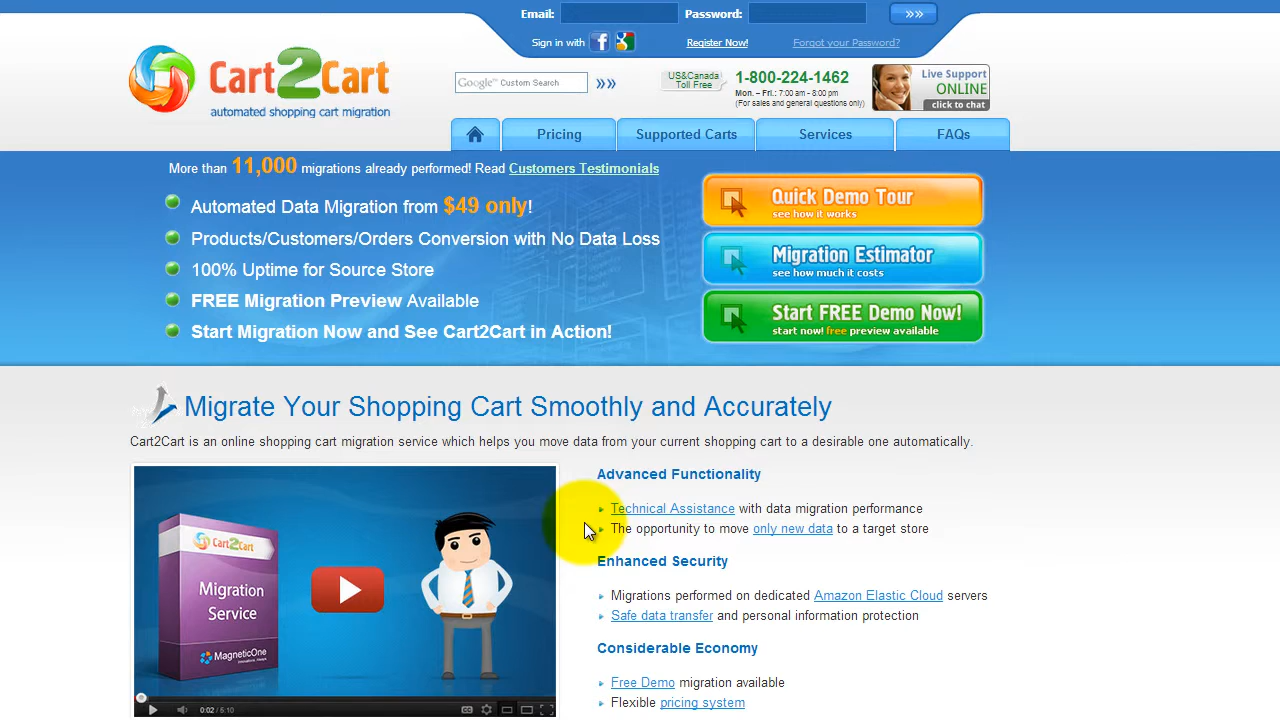 Email: Password: >>
Sign in with Register Now! Forgot your Password?
Cart2Cart
automated shopping cart migration
Google™ Custom Search >>
US&Canada
Toll Free
1-800-224-1462
Mon. – Fri.: 7:00 am - 8:00 pm
(For sales and general questions only)
Live Support
ONLINE
click to chat
Pricing Supported Carts Services FAQs
More than 11,000 migrations already performed! Read Customers Testimonials
Automated Data Migration from $49 only!
Products/Customers/Orders Conversion with No Data Loss
100% Uptime for Source Store
FREE Migration Preview Available
Start Migration Now and See Cart2Cart in Action!
Quick Demo Tour
see how it works
Migration Estimator
see how much it costs
Start FREE Demo Now!
start now! free preview available
Migrate Your Shopping Cart Smoothly and Accurately
Cart2Cart is an online shopping cart migration service which helps you move data from your current shopping cart to a desirable one automatically.
Cart2Cart
Migration
Service
MagneticOne
0:02 / 5:10
Advanced Functionality
Technical Assistance with data migration performance
The opportunity to move only new data to a target store
Enhanced Security
Migrations performed on dedicated Amazon Elastic Cloud servers
Safe data transfer and personal information protection
Considerable Economy
Free Demo migration available
Flexible pricing system